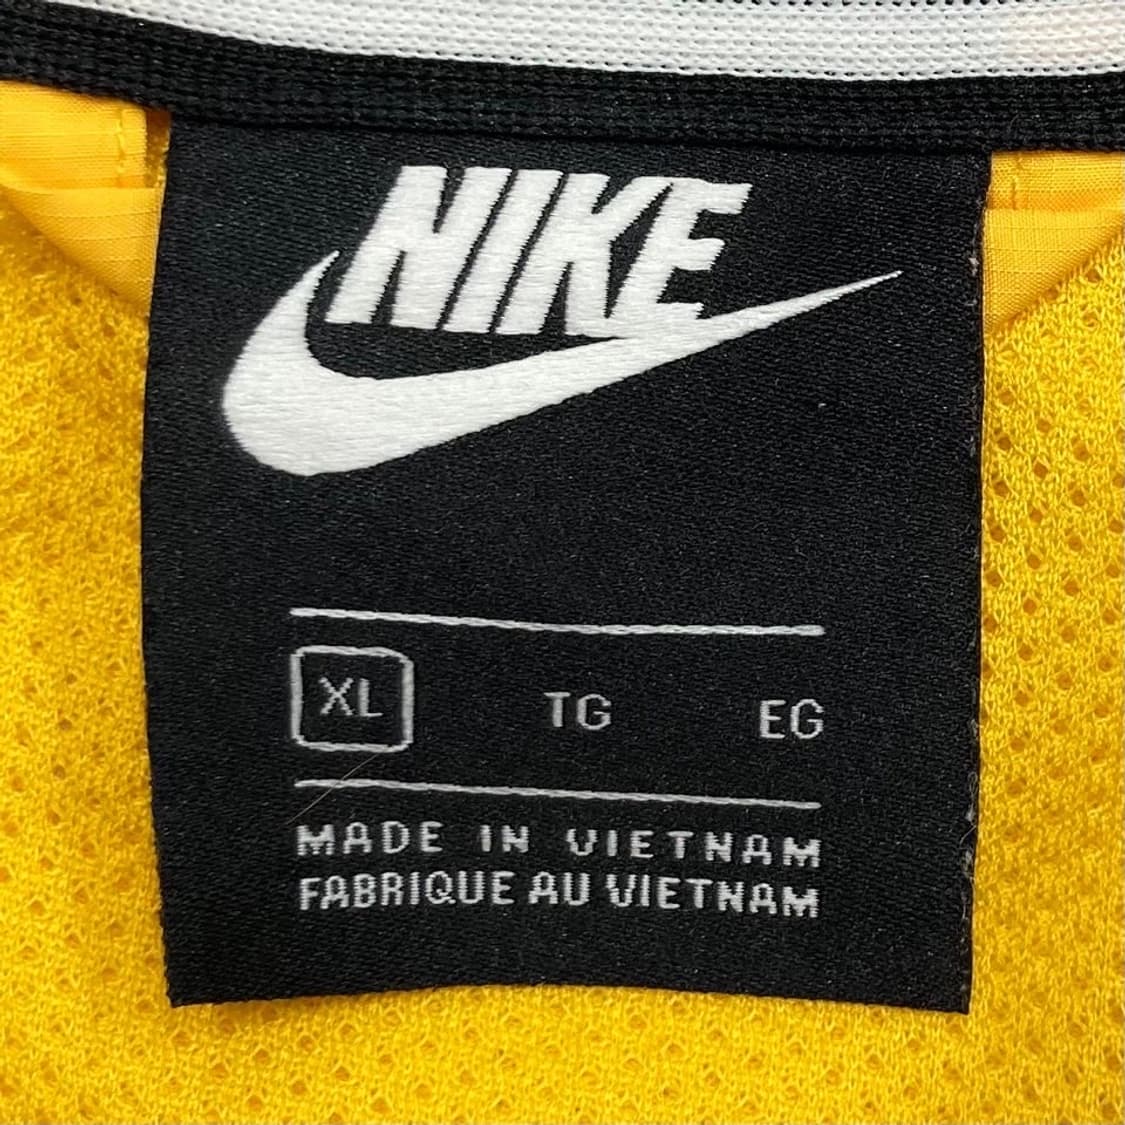 NIKE
XL TG EG
MADE IN VIETNAM
FABRIQUE AU VIETNAM